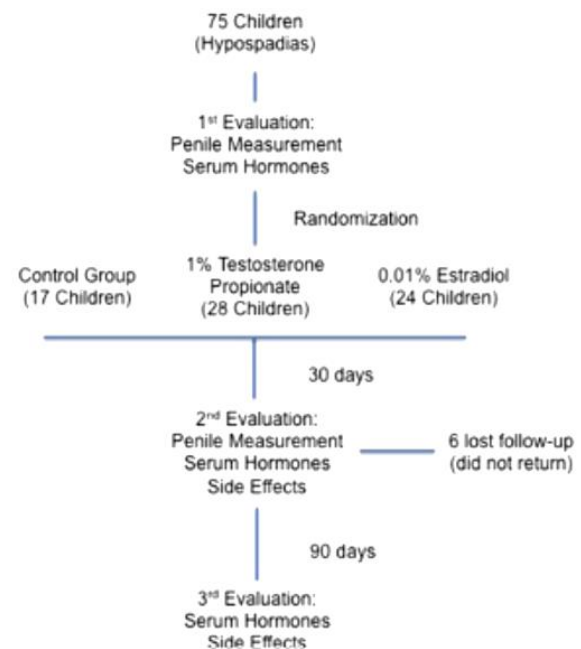 75 Children
(Hypospadias)
1st Evaluation:
Penile Measurement
Serum Hormones
Randomization
Control Group
(17 Children)
1% Testosterone
Propionate
(28 Children)
0.01% Estradiol
(24 Children)
30 days
2nd Evaluation:
Penile Measurement
Serum Hormones
Side Effects
6 lost follow-up
(did not return)
90 days
3rd Evaluation:
Serum Hormones
Side Effects